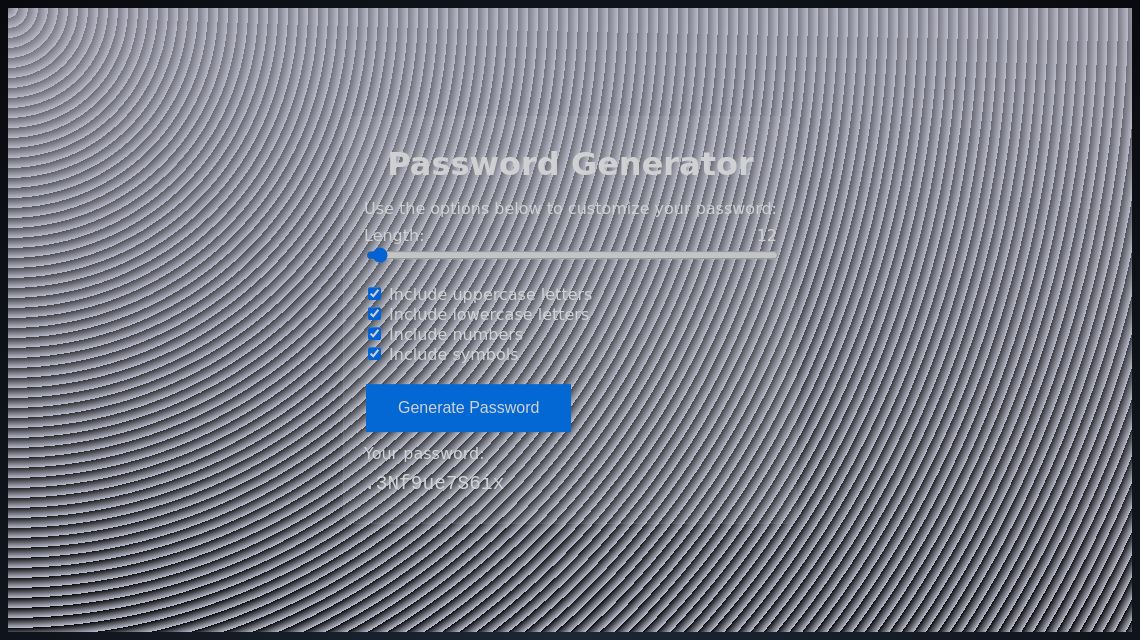 Password Generator
Use the options below to customize your password:
Length: 12
Include uppercase letters
Include lowercase letters
Include numbers
Include symbols
Generate Password
Your password:
.3Nf9ue7S6ix